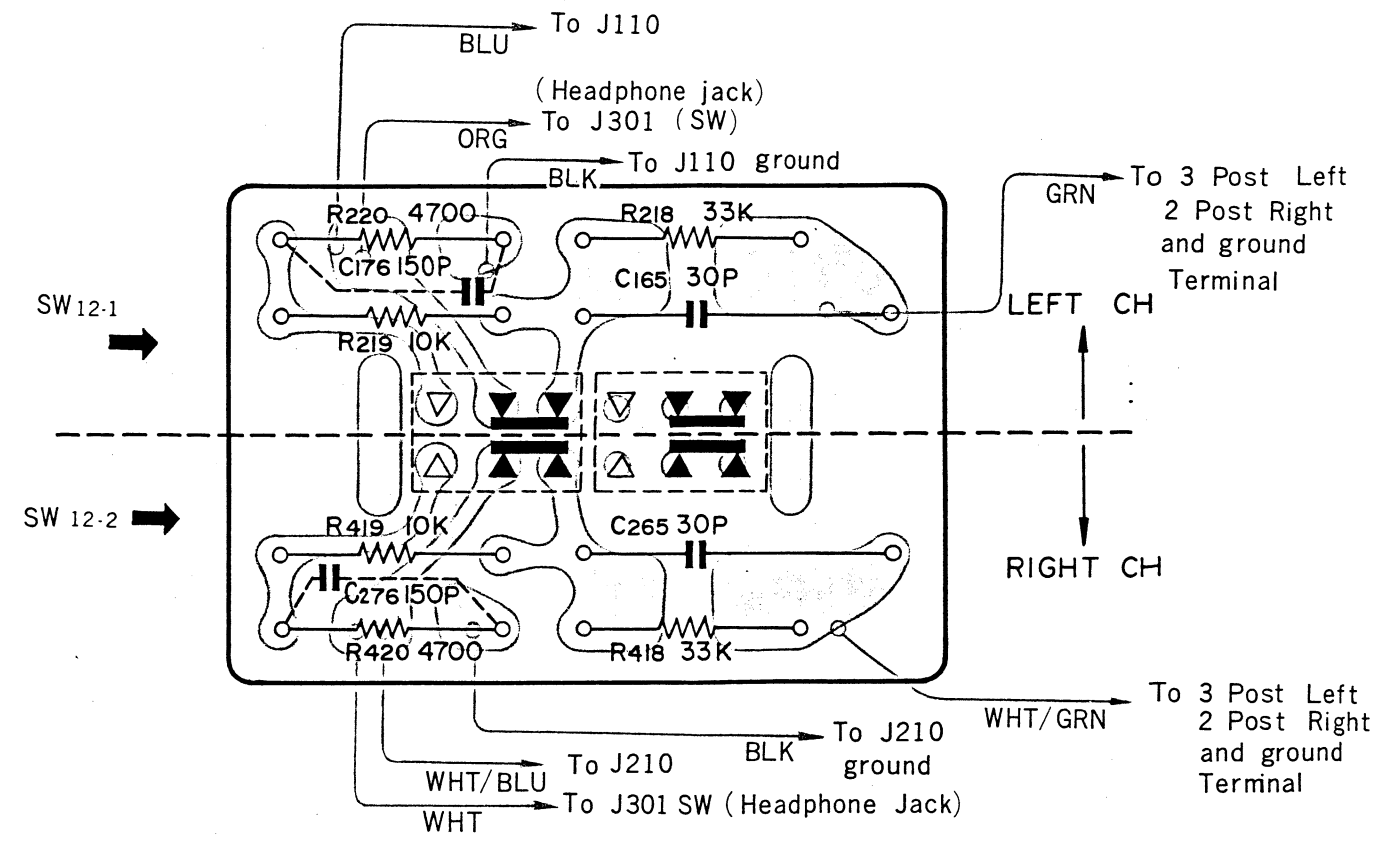 To J110
BLU
(Headphone jack)
To J301 (SW)
ORG
To J110 ground
BLK
To 3 Post Left
GRN
2 Post Right
and ground
Terminal
R220 4700
R218 33K
C176 150P
C165 30P
LEFT CH
SW 12-1
R219 10K
SW 12-2
R419 10K
C265 30P
RIGHT CH
C276 150P
R420 4700
R418 33K
To 3 Post Left
WHT/GRN
2 Post Right
and ground
Terminal
To J210
BLK
ground
To J210
WHT/BLU
To J301 SW (Headphone Jack)
WHT